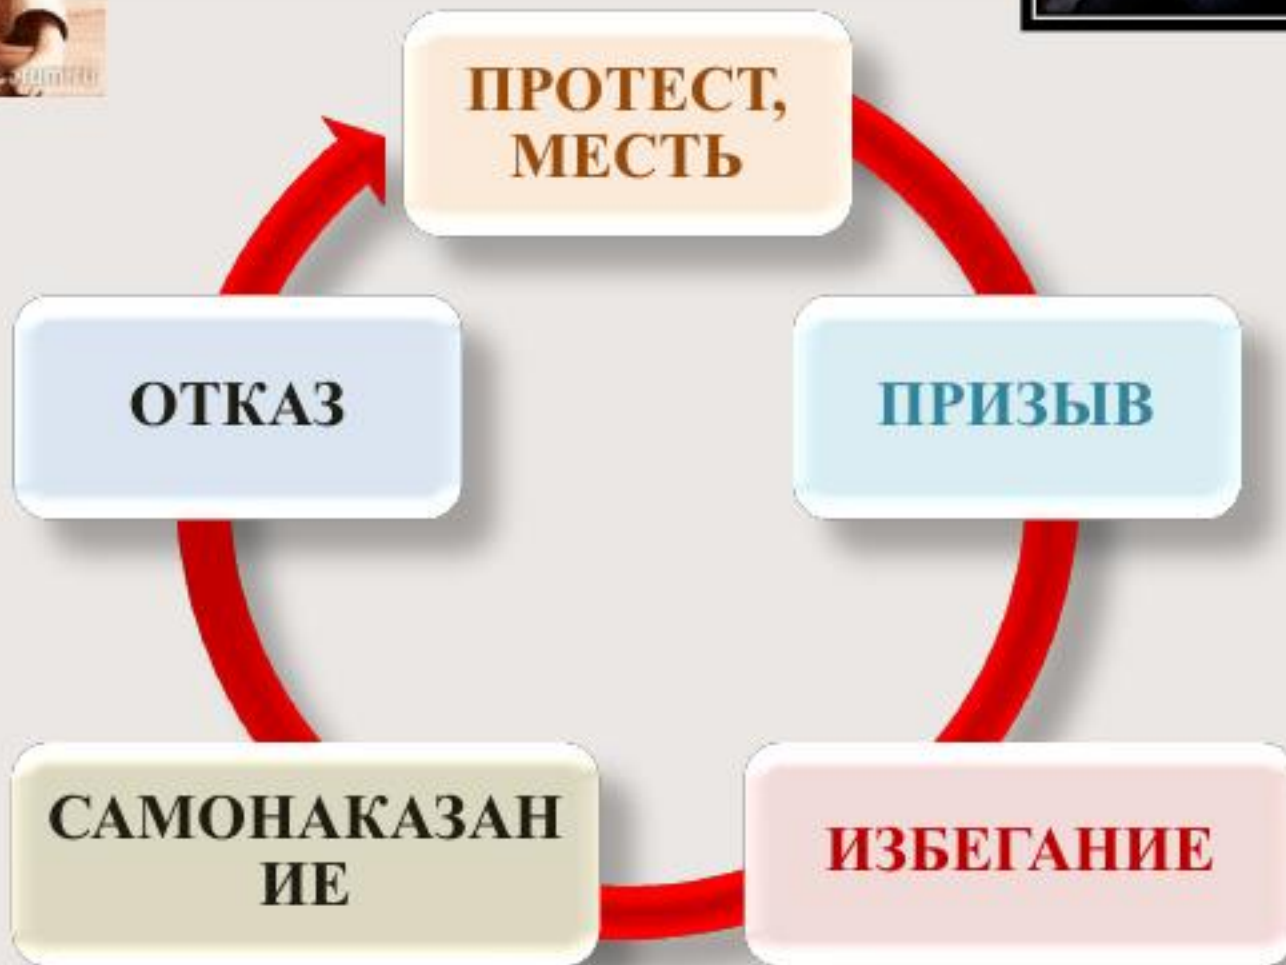 ПРОТЕСТ,
МЕСТЬ
ОТКАЗ
ПРИЗЫВ
САМОНАКАЗАН
ИЕ
ИЗБЕГАНИЕ